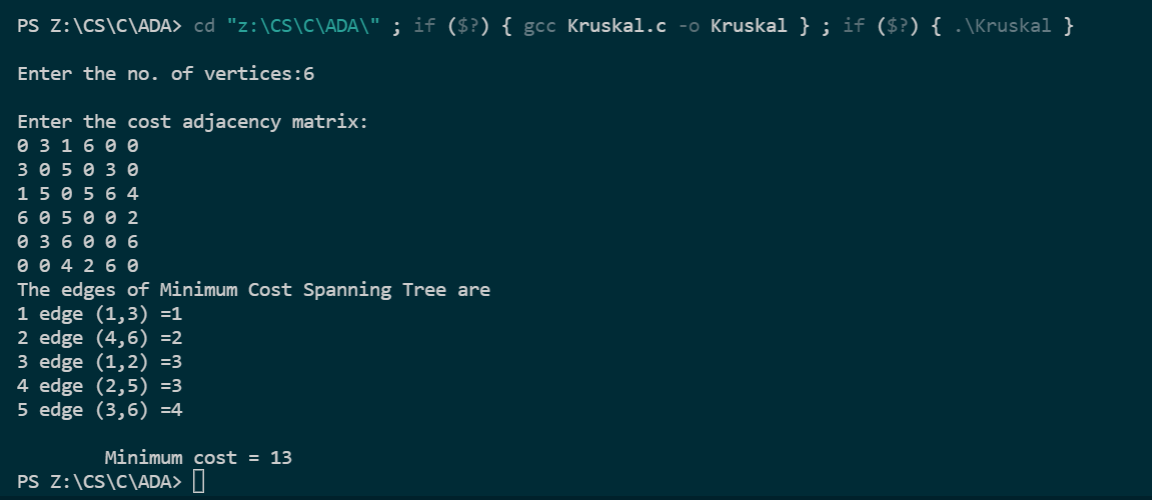 PS Z:\CS\C\ADA> cd "z:\CS\C\ADA\" ; if ($?) { gcc Kruskal.c -o Kruskal } ; if ($?) { .\Kruskal }
Enter the no. of vertices:6
Enter the cost adjacency matrix:
0 3 1 6 0 0
3 0 5 0 3 0
1 5 0 5 6 4
6 0 5 0 0 2
0 3 6 0 0 6
0 0 4 2 6 0
The edges of Minimum Cost Spanning Tree are
1 edge (1,3) =1
2 edge (4,6) =2
3 edge (1,2) =3
4 edge (2,5) =3
5 edge (3,6) =4
Minimum cost = 13
PS Z:\CS\C\ADA>